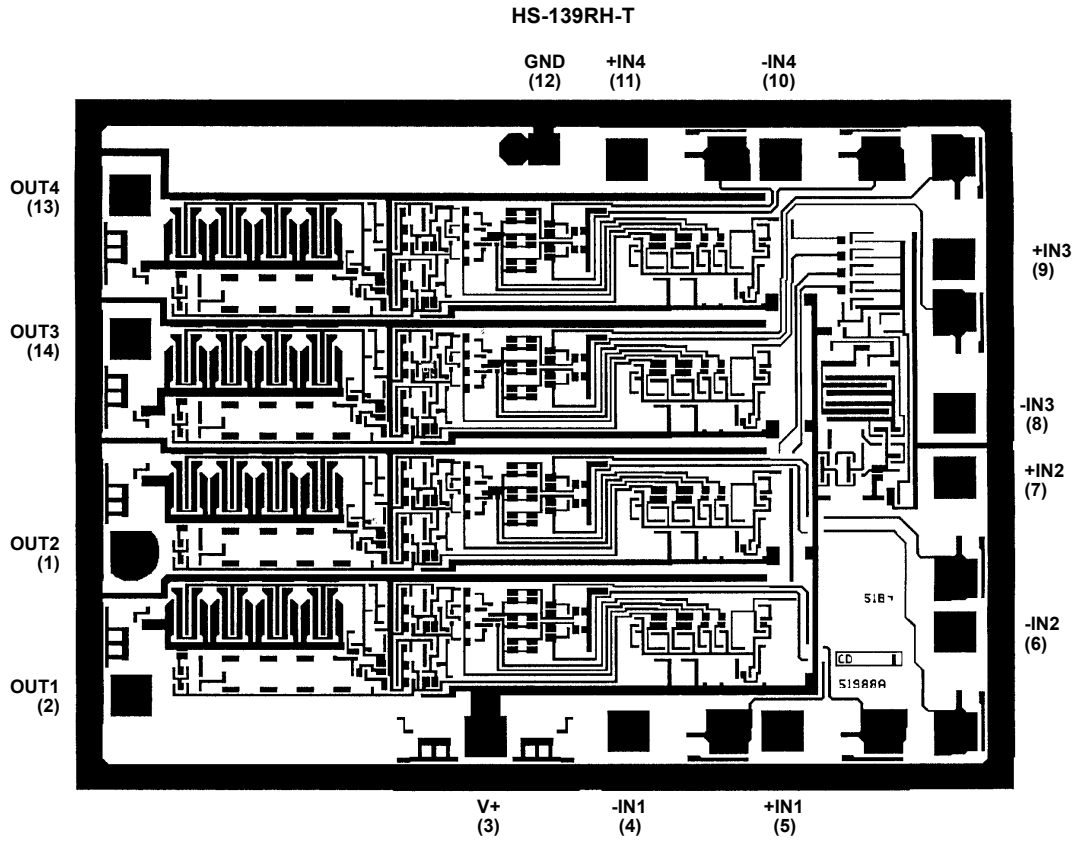 HS-139RH-T
GND
(12)
+IN4
(11)
-IN4
(10)
OUT4
(13)
+IN3
(9)
OUT3
(14)
-IN3
(8)
+IN2
(7)
OUT2
(1)
-IN2
(6)
CD
51988A
OUT1
(2)
V+
(3)
-IN1
(4)
+IN1
(5)